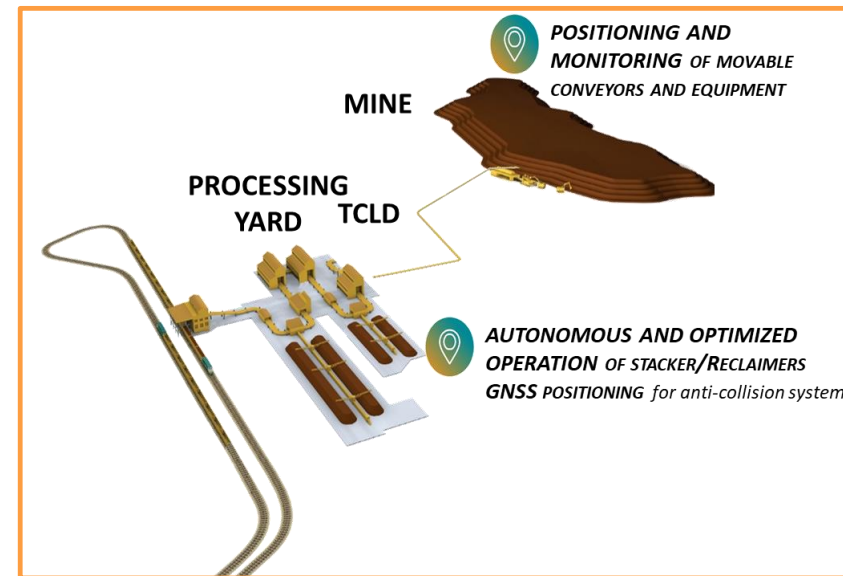 POSITIONING AND
MONITORING OF MOVABLE
CONVEYORS AND EQUIPMENT
MINE
PROCESSING
YARD
TCLD
AUTONOMOUS AND OPTIMIZED
OPERATION OF STACKER/RECLAIMERS
GNSS POSITIONING for anti-collision system